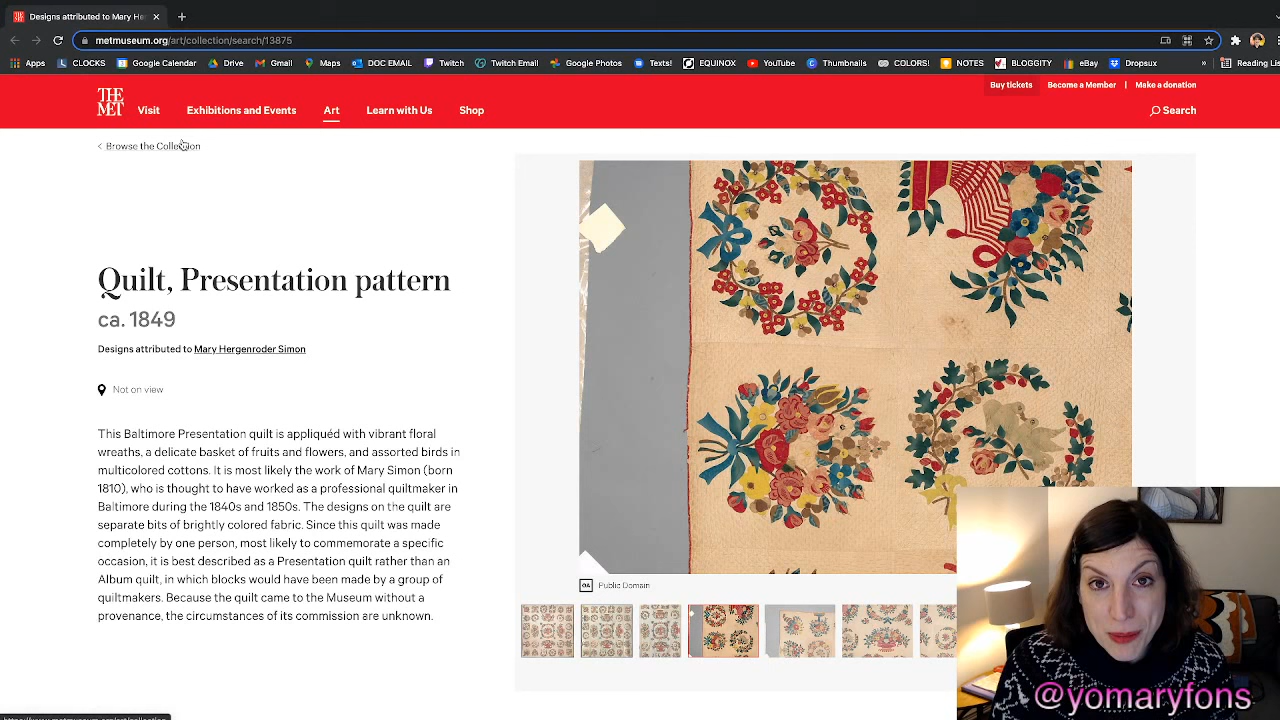 Designs attributed to Mary Her
metmuseum.org/art/collection/search/13875
Apps CLOCKS Google Calendar Google Drive DOC EMAIL Twitch Instagram! Google Photos Texts! EQUINOX YouTube Thumbnails COLORS! NOTES BLOGGITY eBay Dropsux » Reading Lis
Buy tickets Become a Member | Make a donation
THE MET
Visit Exhibitions and Events Art Learn with Us Shop Search
< Browse the Collection
Quilt, Presentation pattern
ca. 1849
Designs attributed to Mary Hergenroder Simon
Not on view
This Baltimore Presentation quilt is appliquéd with vibrant floral
wreaths, a delicate basket of fruits and flowers, and assorted birds in
multicolored cottons. It is most likely the work of Mary Simon (born
1810), who is thought to have worked as a professional quiltmaker in
Baltimore during the 1840s and 1850s. The designs on the quilt are
separate bits of brightly colored fabric. Since this quilt was made
completely by one person, most likely to commemorate a specific
occasion, it is best described as a Presentation quilt rather than an
Album quilt, in which blocks would have been made by a group of
quiltmakers. Because the quilt came to the Museum without a
provenance, the circumstances of its commission are unknown.
OA Public Domain
@yomaryfons